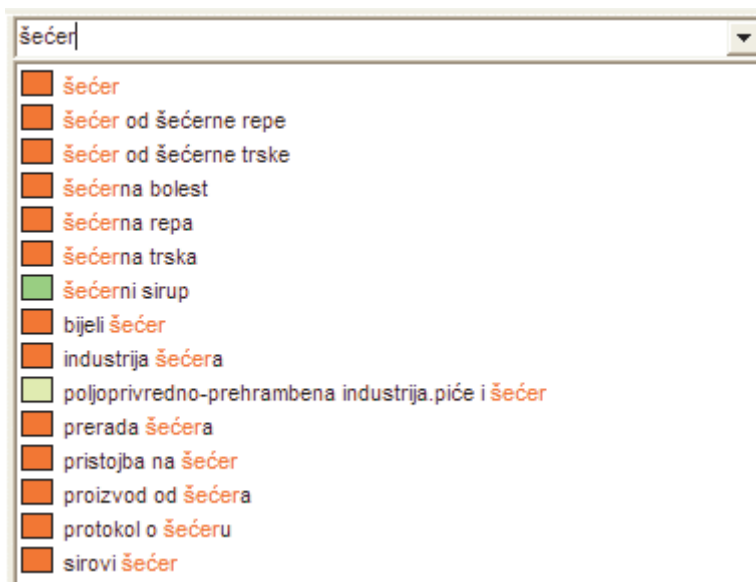 šećer
šećer
šećer od šećerne repe
šećer od šećerne trske
šećerna bolest
šećerna repa
šećerna trska
šećerni sirup
bijeli šećer
industrija šećera
poljoprivredno-prehrambena industrija.piće i šećer
prerada šećera
pristojba na šećer
proizvod od šećera
protokol o šećeru
sirovi šećer